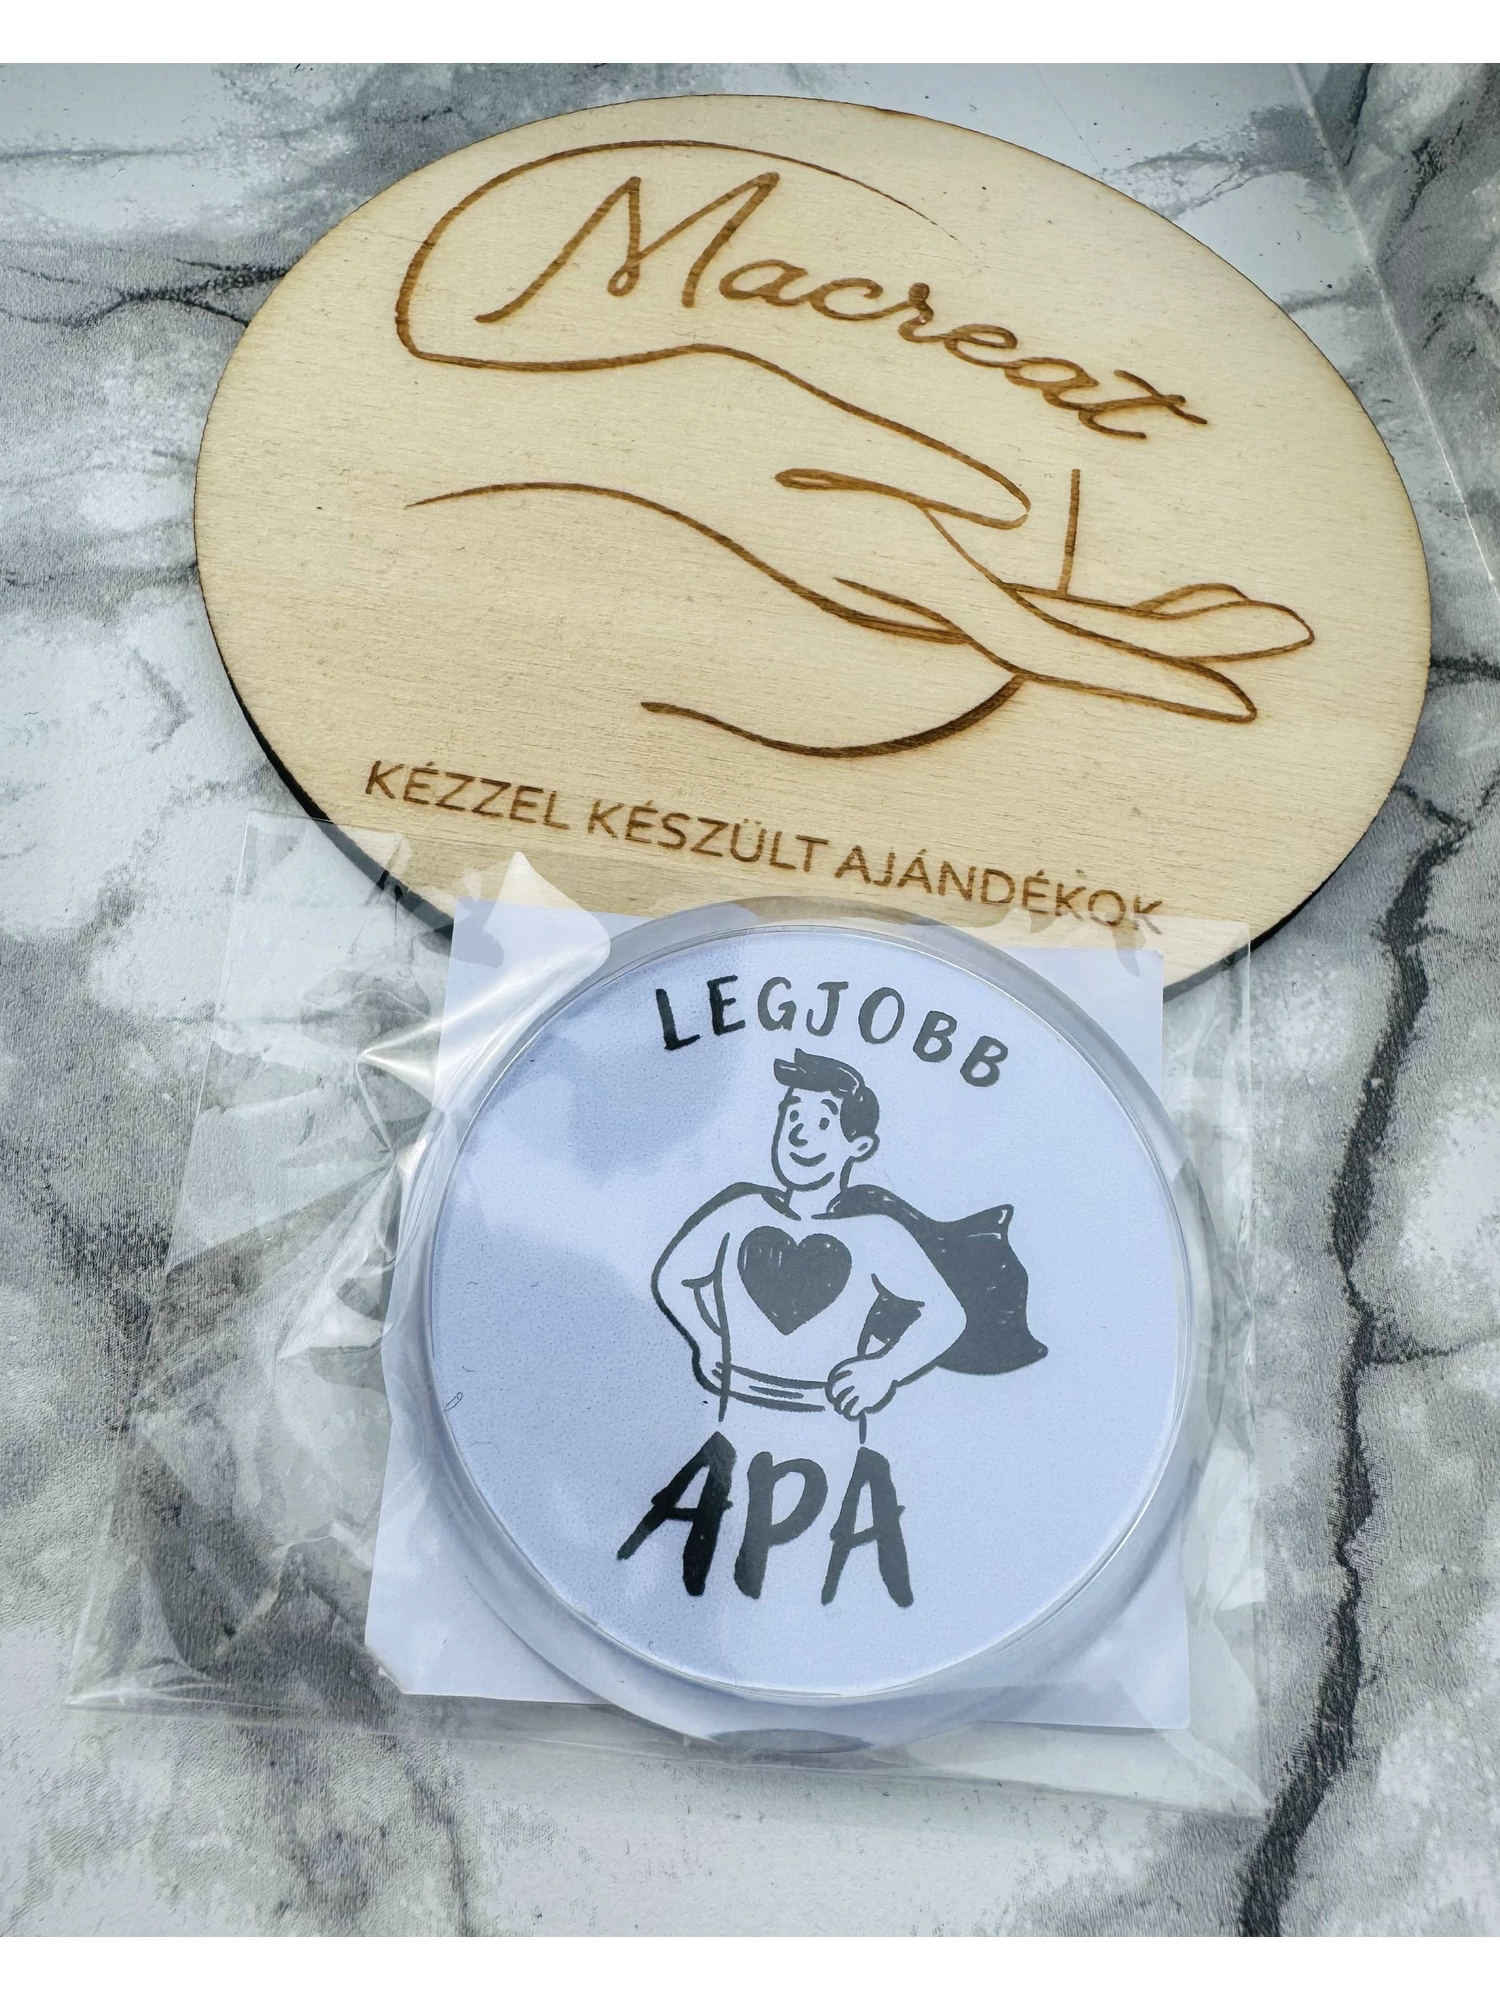 Macreat
KÉZZEL KÉSZÜLT AJÁNDÉKOK
LEGJOBB
APA